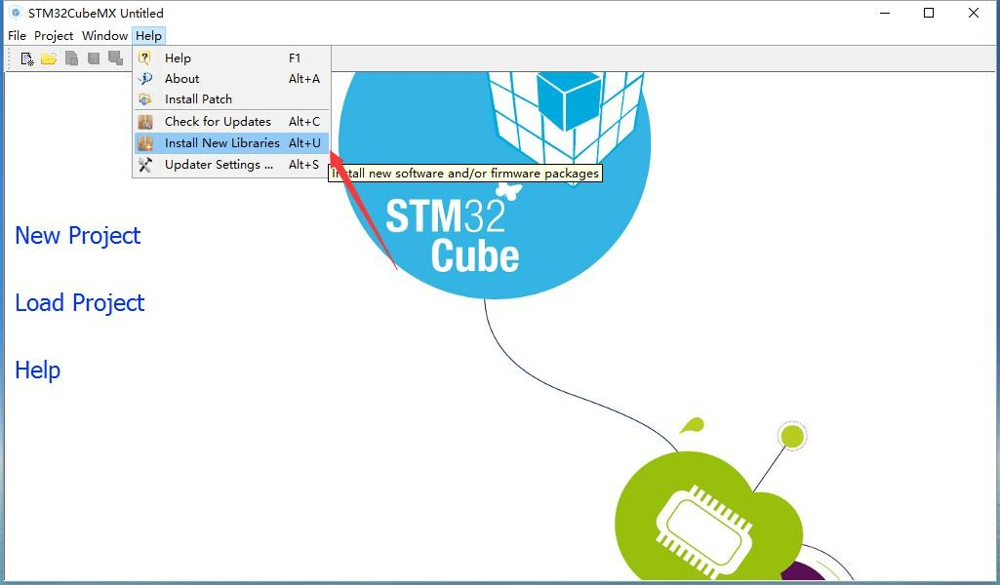 STM32CubeMX Untitled
File Project Window Help
Help F1
About Alt+A
Install Patch
Check for Updates Alt+C
Install New Libraries Alt+U
Updater Settings ... Alt+S
Install new software and/or firmware packages
STM32
Cube
New Project
Load Project
Help